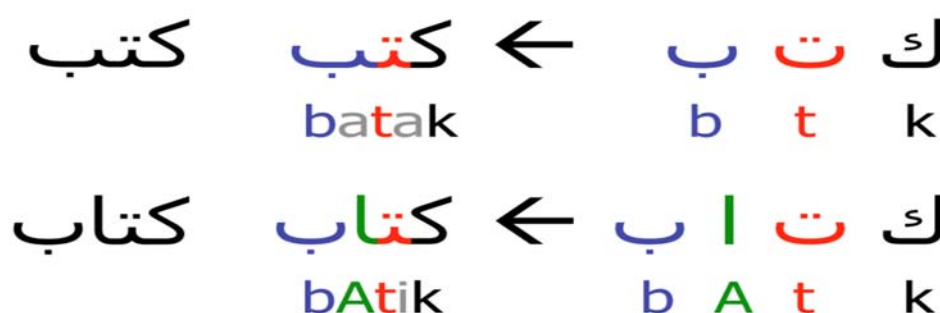 ك ت ب ← كتب كتب
batak b t k
ك ت ا ب ← كتاب كتاب
bAtik b A t k